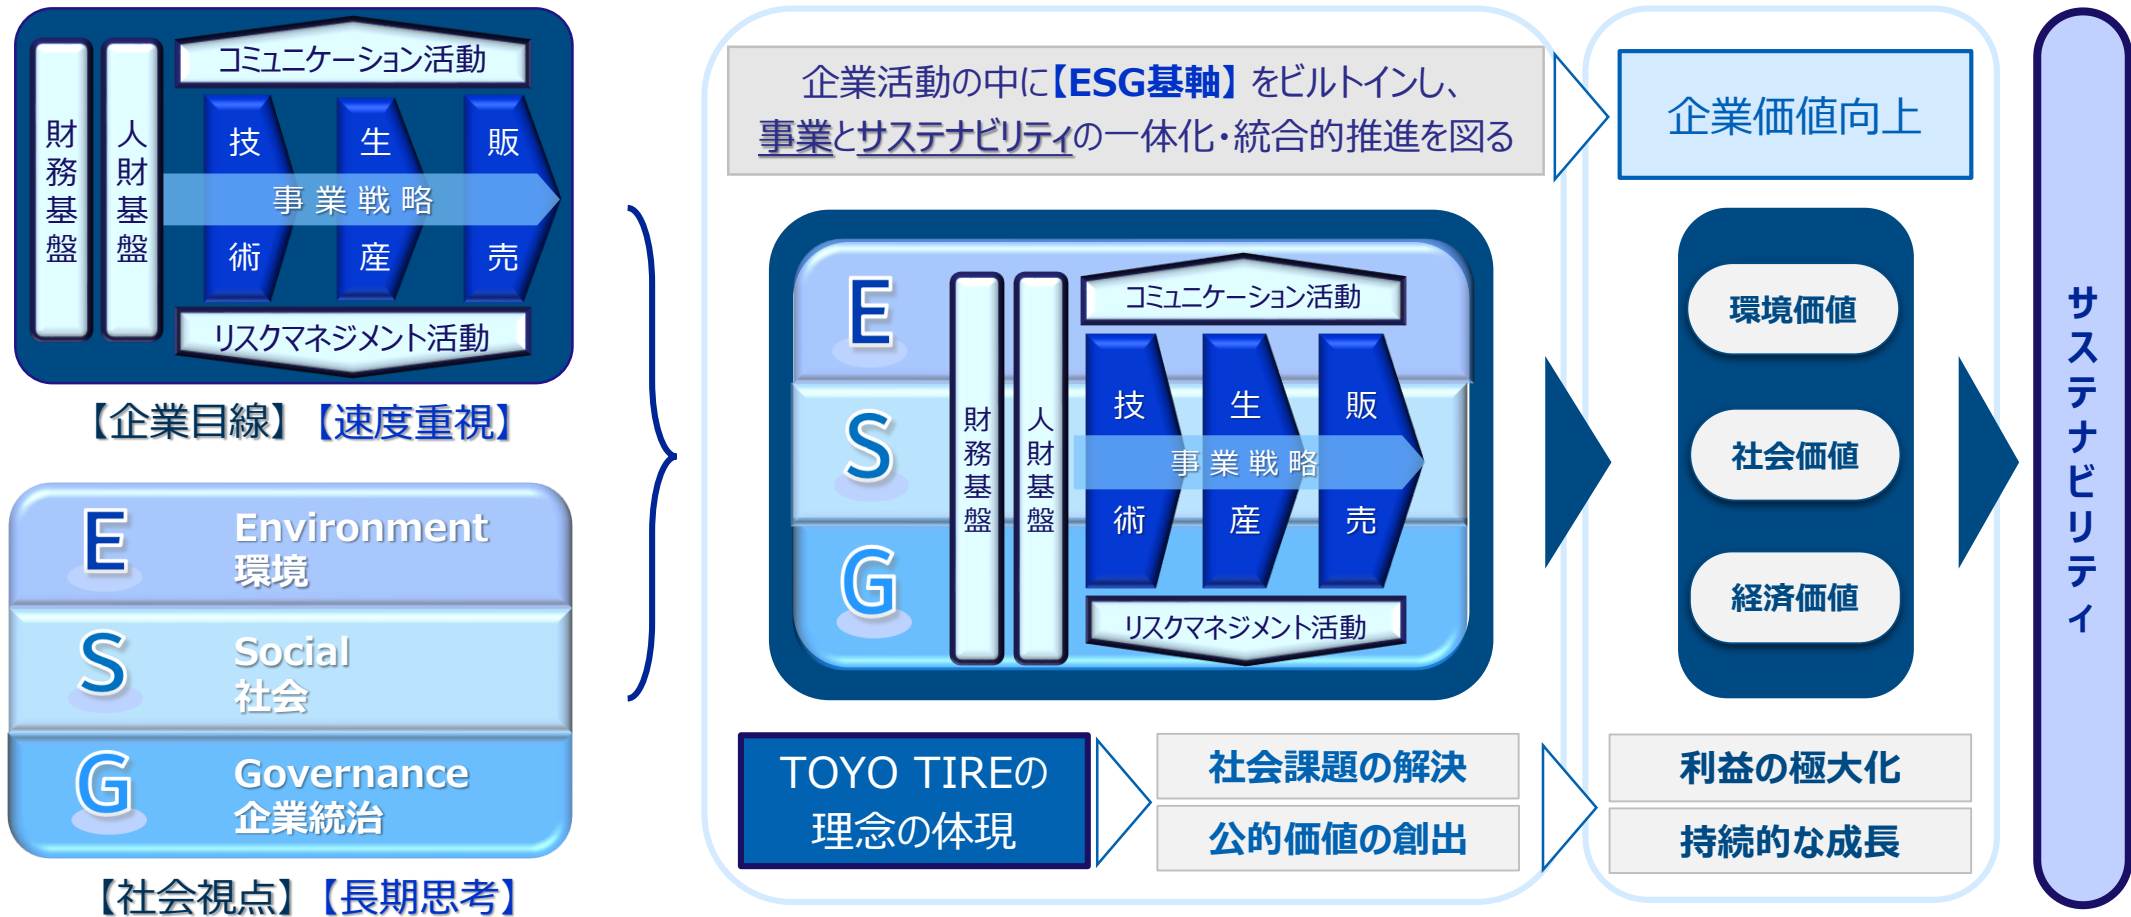 コミュニケーション活動
財務基盤
人財基盤
技術
生産
販売
事業戦略
リスクマネジメント活動
【企業目線】【速度重視】
E
Environment
環境
S
Social
社会
G
Governance
企業統治
【社会視点】【長期思考】
企業活動の中に【ESG基軸】をビルトインし、
事業とサステナビリティの一体化・統合的推進を図る
E
S
G
財務基盤
人財基盤
コミュニケーション活動
技術
生産
販売
事業戦略
リスクマネジメント活動
TOYO TIREの
理念の体現
社会課題の解決
公的価値の創出
企業価値向上
環境価値
社会価値
経済価値
利益の極大化
持続的な成長
サステナビリティ